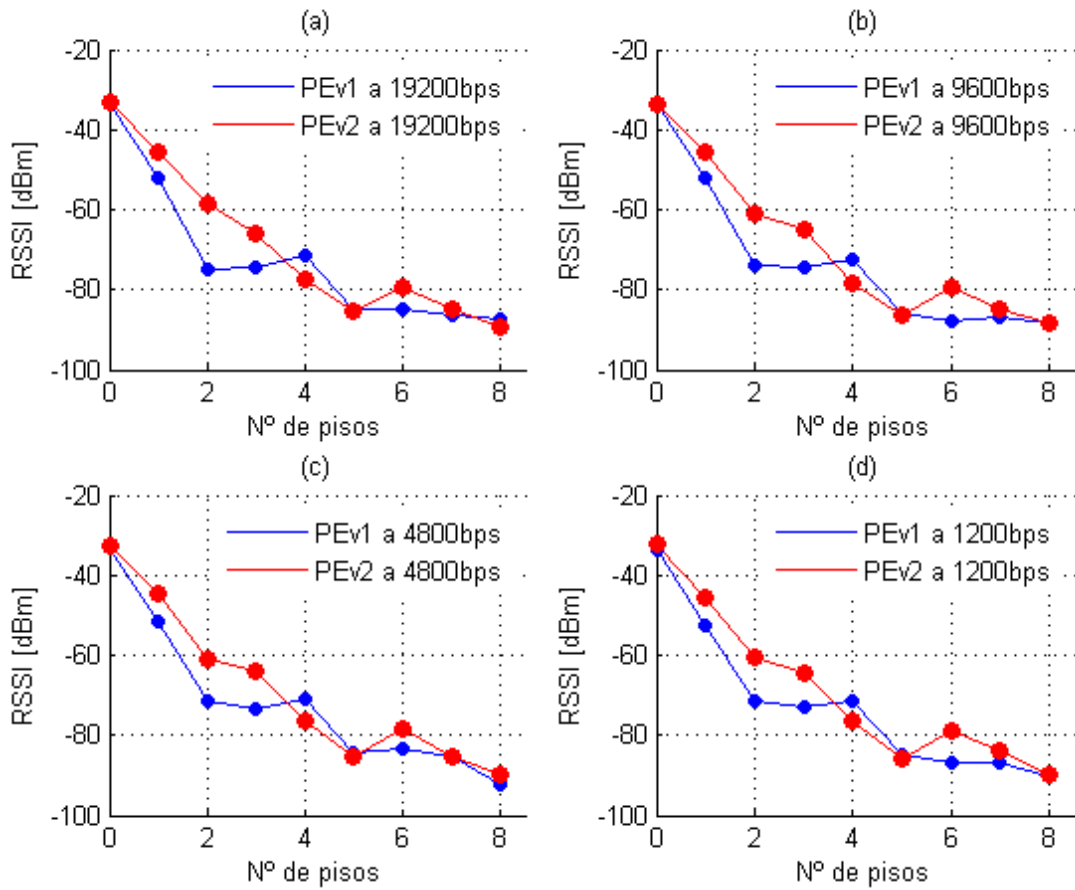 (a)
-20
-40
-60
-80
-100
RSSI [dBm]
PEv1 a 19200bps
PEv2 a 19200bps
0 2 4 6 8
Nº de pisos
(b)
-20
-40
-60
-80
-100
RSSI [dBm]
PEv1 a 9600bps
PEv2 a 9600bps
0 2 4 6 8
Nº de pisos
(c)
-20
-40
-60
-80
-100
RSSI [dBm]
PEv1 a 4800bps
PEv2 a 4800bps
0 2 4 6 8
Nº de pisos
(d)
-20
-40
-60
-80
-100
RSSI [dBm]
PEv1 a 1200bps
PEv2 a 1200bps
0 2 4 6 8
Nº de pisos